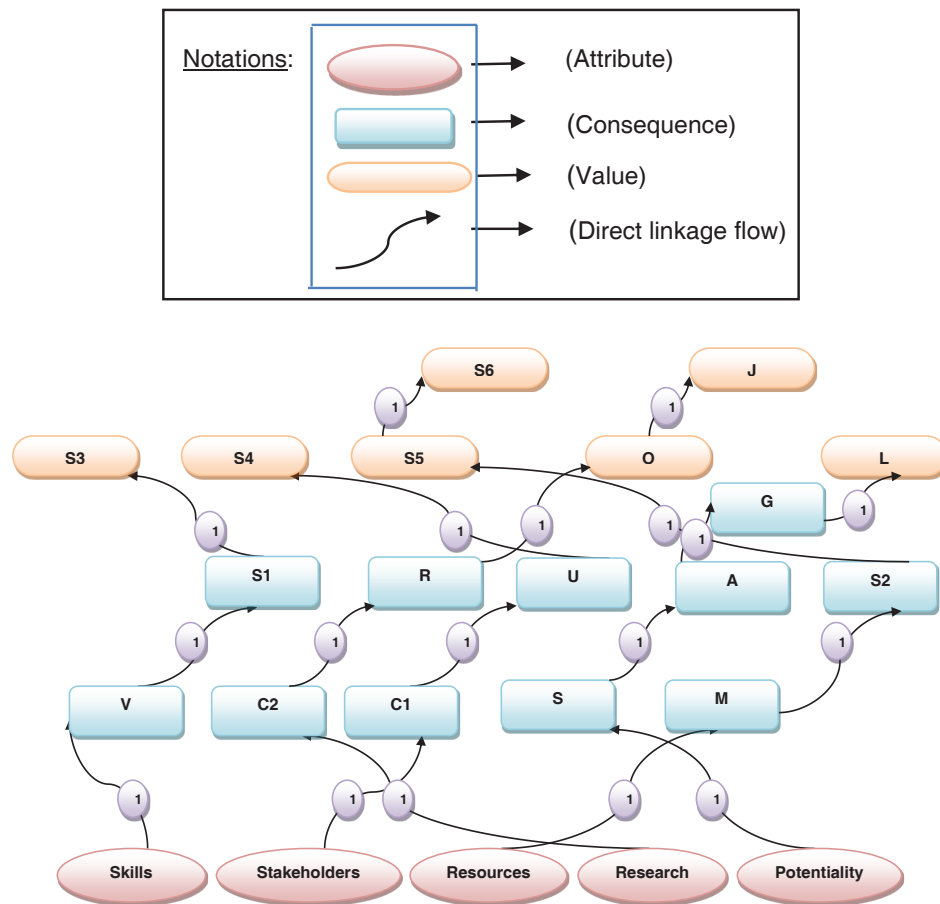 Notations:
(Attribute)
(Consequence)
(Value)
(Direct linkage flow)
S6
J
1
1
S3
S4
S5
O
L
G
1
1
1
1
1
1
S1
R
U
A
S2
1
1
1
1
1
V
C2
C1
S
M
1
1
1
1
1
Skills
Stakeholders
Resources
Research
Potentiality